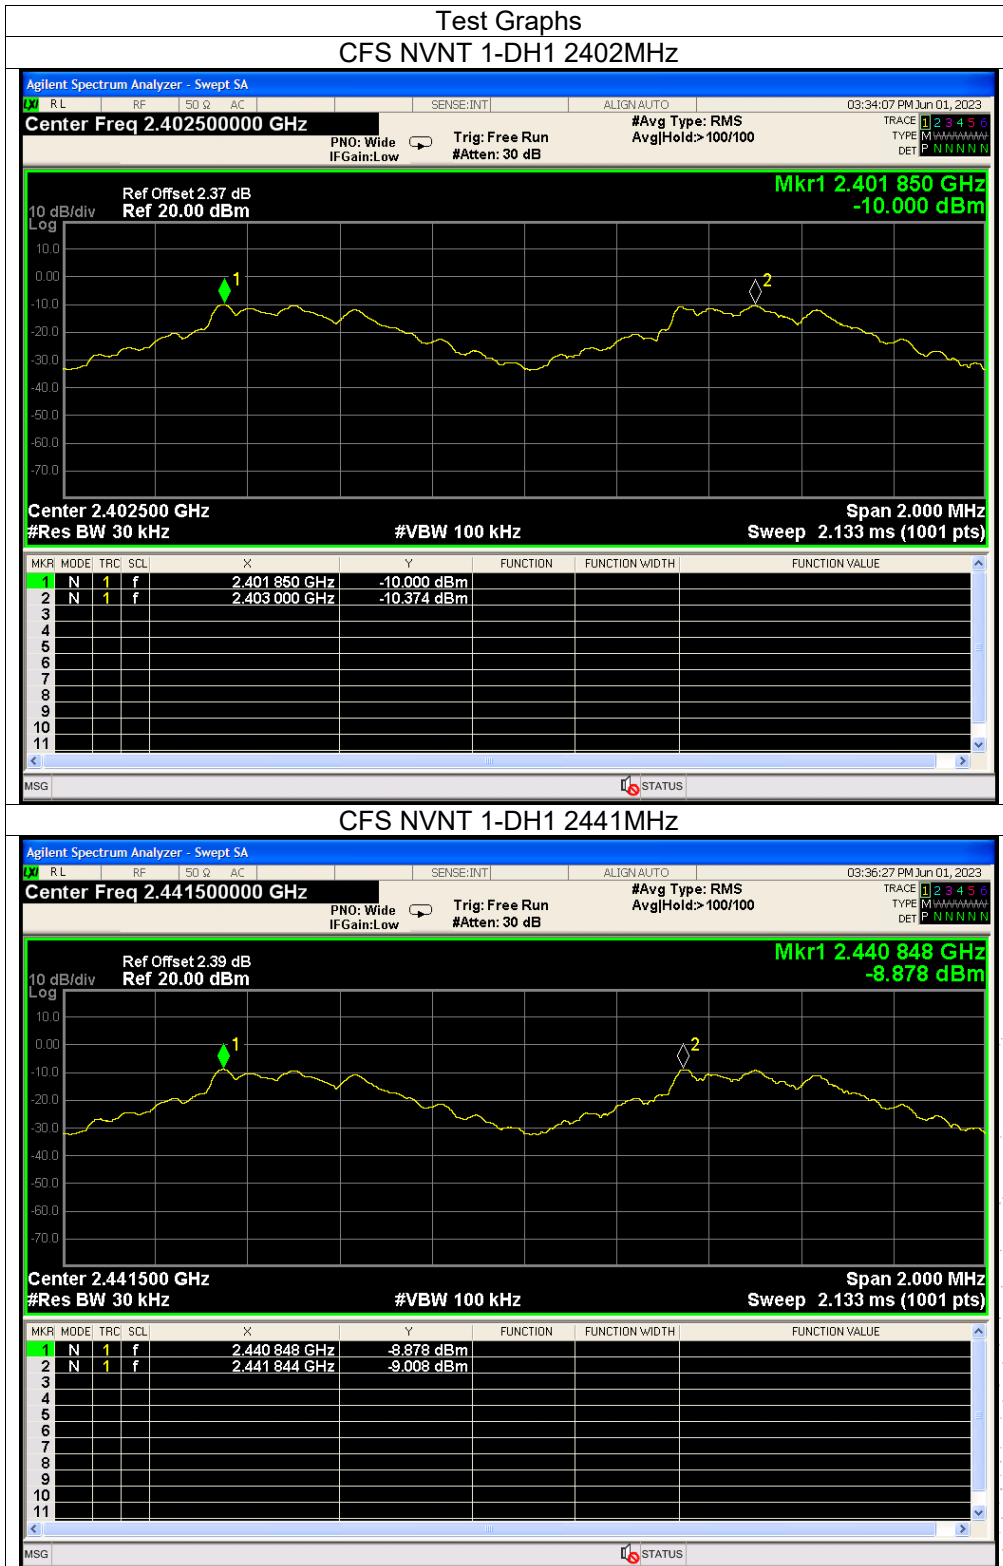 Test Graphs
CFS NVNT 1-DH1 2402MHz
Agilent Spectrum Analyzer - Swept SA
LXI RL RF 50 Ω AC SENSE:INT ALIGN AUTO 03:34:07 PM Jun 01, 2023
Center Freq 2.402500000 GHz #Avg Type: RMS TRACE 1 2 3 4 5 6
PNO: Wide Trig: Free Run Avg|Hold:>100/100 TYPE M
IFGain:Low #Atten: 30 dB DET P N N N N N
Mkr1 2.401 850 GHz
-10.000 dBm
Ref Offset 2.37 dB
10 dB/div Ref 20.00 dBm
Log
10.0
0.00
-10.0
-20.0
-30.0
-40.0
-50.0
-60.0
-70.0
1
2
Center 2.402500 GHz Span 2.000 MHz
#Res BW 30 kHz #VBW 100 kHz Sweep 2.133 ms (1001 pts)
MKR MODE TRC SCL X Y FUNCTION FUNCTION WIDTH FUNCTION VALUE
1 N 1 f 2.401 850 GHz -10.000 dBm
2 N 1 f 2.403 000 GHz -10.374 dBm
3
4
5
6
7
8
9
10
11
MSG STATUS
CFS NVNT 1-DH1 2441MHz
Agilent Spectrum Analyzer - Swept SA
LXI RL RF 50 Ω AC SENSE:INT ALIGN AUTO 03:36:27 PM Jun 01, 2023
Center Freq 2.441500000 GHz #Avg Type: RMS TRACE 1 2 3 4 5 6
PNO: Wide Trig: Free Run Avg|Hold:>100/100 TYPE M
IFGain:Low #Atten: 30 dB DET P N N N N N
Mkr1 2.440 848 GHz
-8.878 dBm
Ref Offset 2.39 dB
10 dB/div Ref 20.00 dBm
Log
10.0
0.00
-10.0
-20.0
-30.0
-40.0
-50.0
-60.0
-70.0
1
2
Center 2.441500 GHz Span 2.000 MHz
#Res BW 30 kHz #VBW 100 kHz Sweep 2.133 ms (1001 pts)
MKR MODE TRC SCL X Y FUNCTION FUNCTION WIDTH FUNCTION VALUE
1 N 1 f 2.440 848 GHz -8.878 dBm
2 N 1 f 2.441 844 GHz -9.008 dBm
3
4
5
6
7
8
9
10
11
MSG STATUS